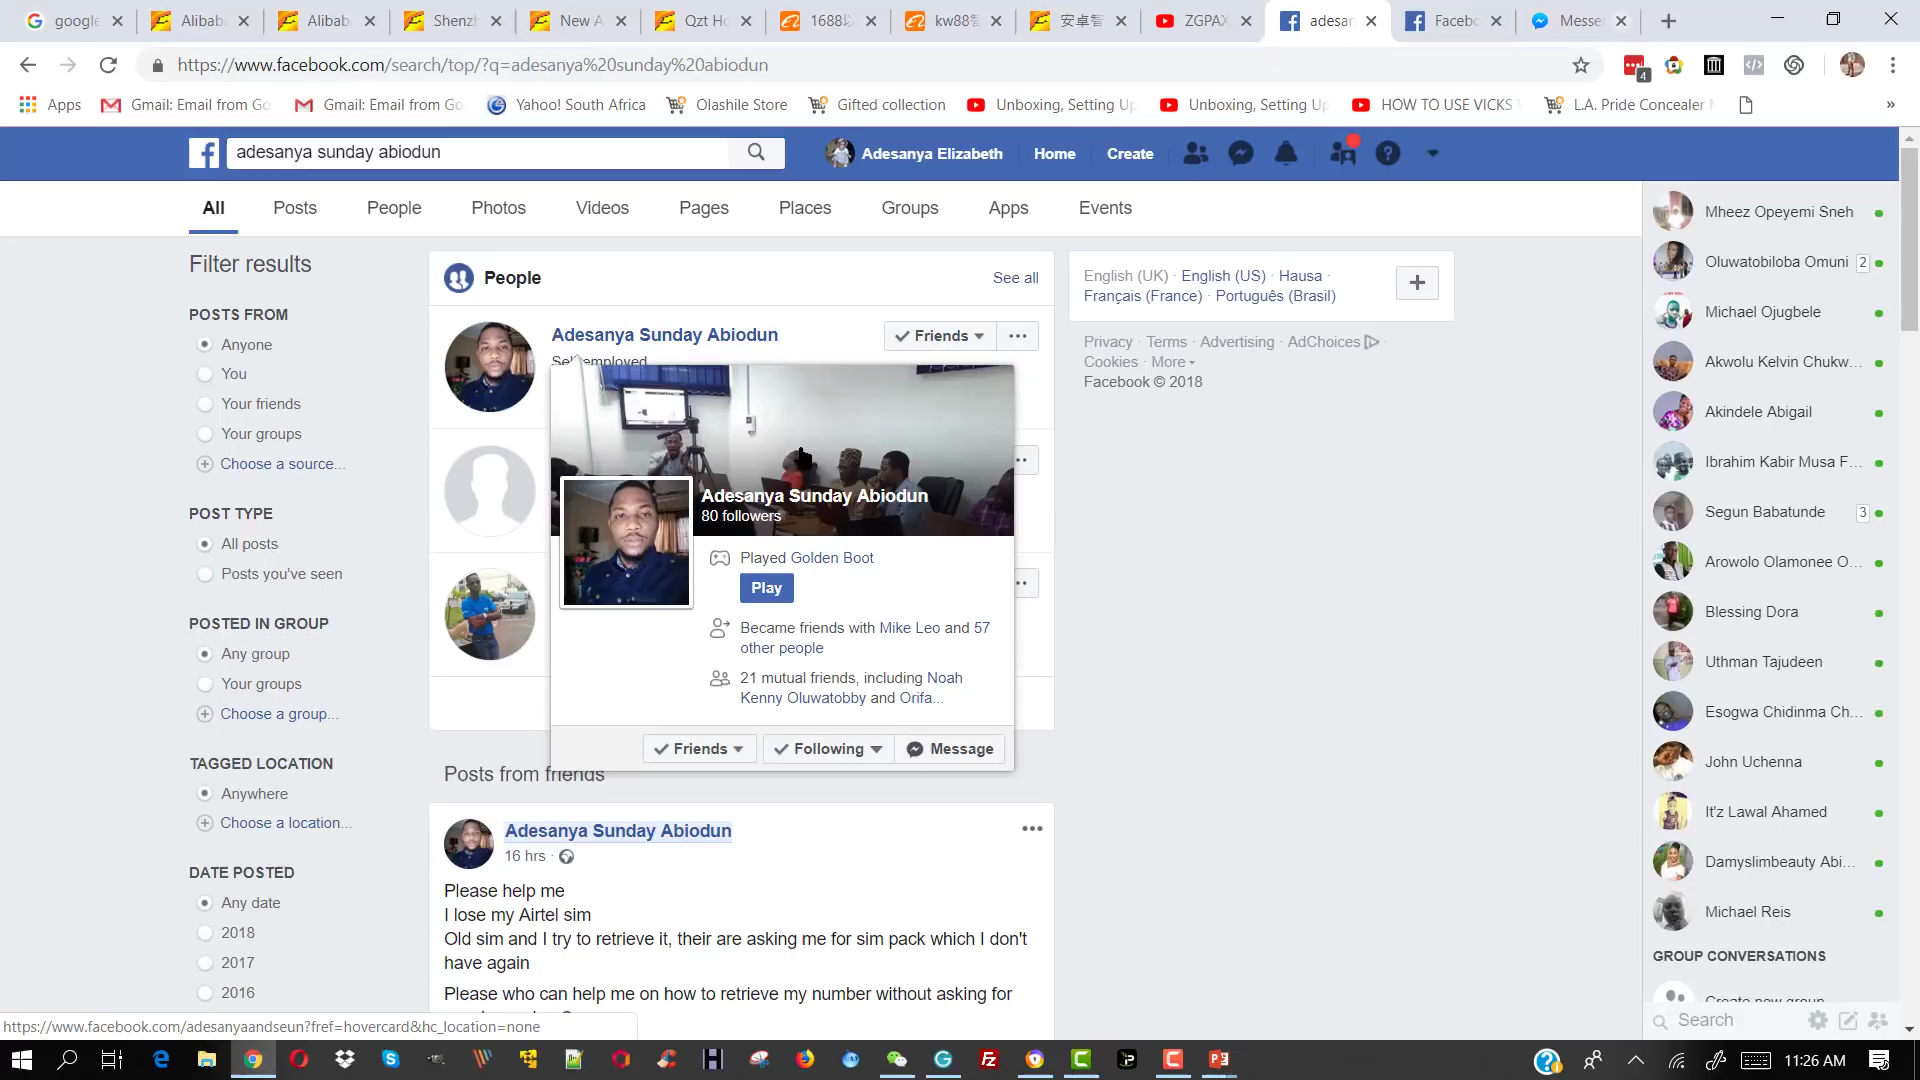 google
Alibab
Alibab
Shenzh
New A
Qzt Ho
1688
kw88
安卓智
ZGPAX
adesan
Facebo
Messe
https://www.facebook.com/search/top/?q=adesanya%20sunday%20abiodun
4
Apps
Gmail: Email from Go
Gmail: Email from Go
Yahoo! South Africa
Olashile Store
Gifted collection
Unboxing, Setting Up
Unboxing, Setting Up
HOW TO USE VICKS
L.A. Pride Concealer
»
adesanya sunday abiodun
Adesanya Elizabeth
Home
Create
All
Posts
People
Photos
Videos
Pages
Places
Groups
Apps
Events
Filter results
POSTS FROM
Anyone
You
Your friends
Your groups
Choose a source...
POST TYPE
All posts
Posts you've seen
POSTED IN GROUP
Any group
Your groups
Choose a group...
TAGGED LOCATION
Anywhere
Choose a location...
DATE POSTED
Any date
2018
2017
2016
People
See all
Adesanya Sunday Abiodun
Friends
Adesanya Sunday Abiodun
80 followers
Played Golden Boot
Play
Became friends with Mike Leo and 57
other people
21 mutual friends, including Noah
Kenny Oluwatobby and Orifa...
Friends
Following
Message
Posts from friends
Adesanya Sunday Abiodun
16 hrs ·
Please help me
I lose my Airtel sim
Old sim and I try to retrieve it, their are asking me for sim pack which I don't
have again
Please who can help me on how to retrieve my number without asking for
English (UK) · English (US) · Hausa ·
Français (France) · Português (Brasil)
Privacy · Terms · Advertising · AdChoices ·
Cookies · More
Facebook © 2018
Mheez Opeyemi Sneh
Oluwatobiloba Omuni 2
Michael Ojugbele
Akwolu Kelvin Chukw...
Akindele Abigail
Ibrahim Kabir Musa F...
Segun Babatunde 3
Arowolo Olamonee O...
Blessing Dora
Uthman Tajudeen
Esogwa Chidinma Ch...
John Uchenna
It'z Lawal Ahamed
Damyslimbeauty Abi...
Michael Reis
GROUP CONVERSATIONS
Create new group
Search
https://www.facebook.com/adesanyaandseun?fref=hovercard&hc_location=none
11:26 AM